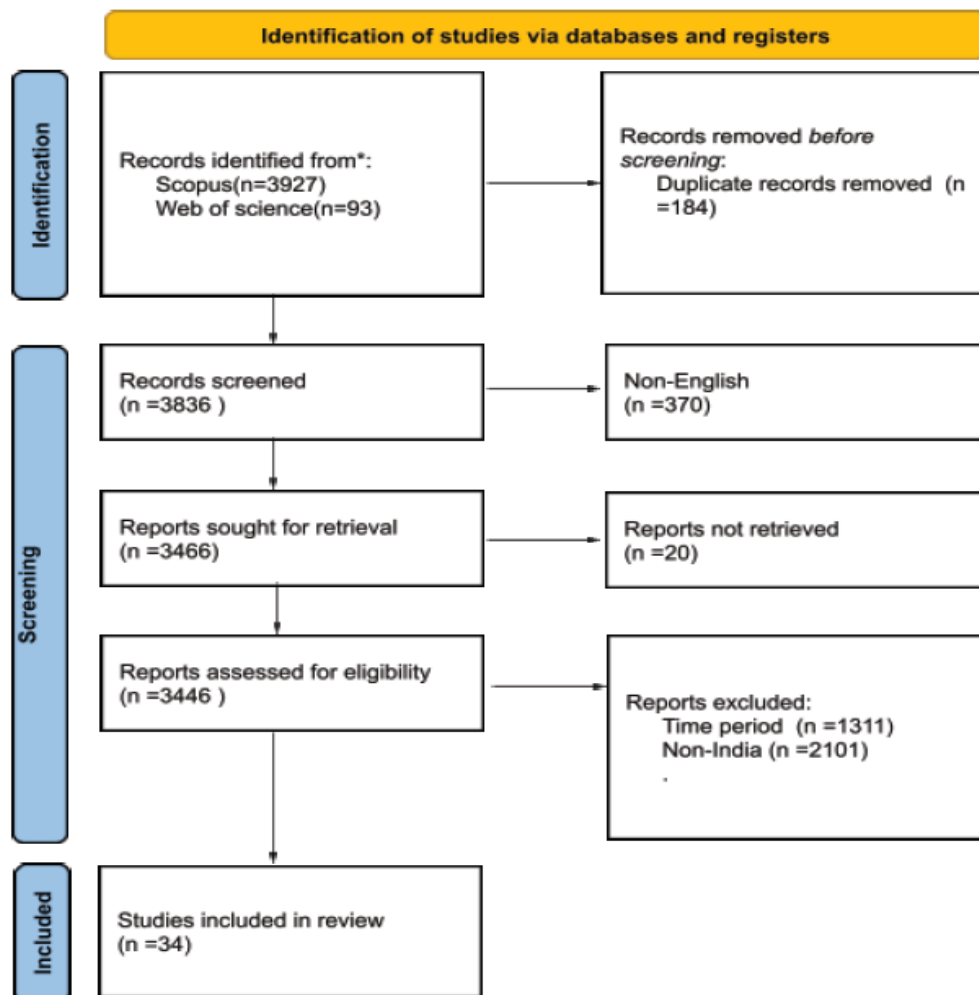 Identification of studies via databases and registers
Identification
Records identified from*:
Scopus(n=3927)
Web of science(n=93)
Records removed before
screening:
Duplicate records removed (n
=184)
Screening
Records screened
(n =3836 )
Non-English
(n =370)
Reports sought for retrieval
(n =3466)
Reports not retrieved
(n =20)
Reports assessed for eligibility
(n =3446 )
Reports excluded:
Time period (n =1311)
Non-India (n =2101)
.
Included
Studies included in review
(n =34)